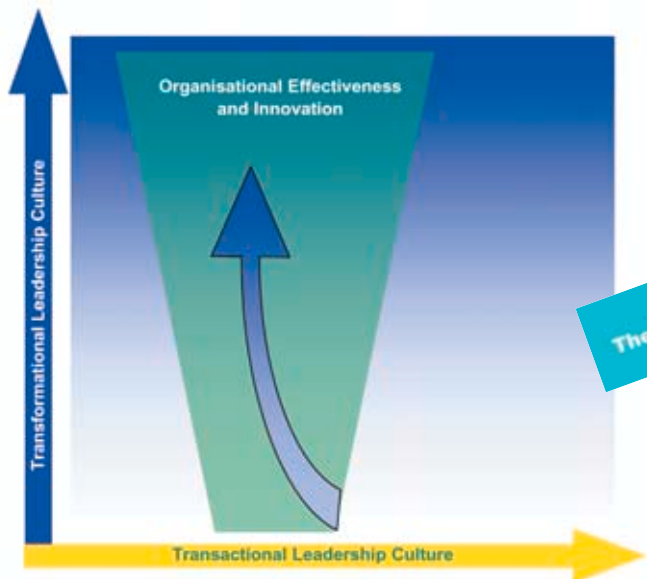 Organisational Effectiveness
and Innovation
Transformational Leadership Culture
The
Transactional Leadership Culture